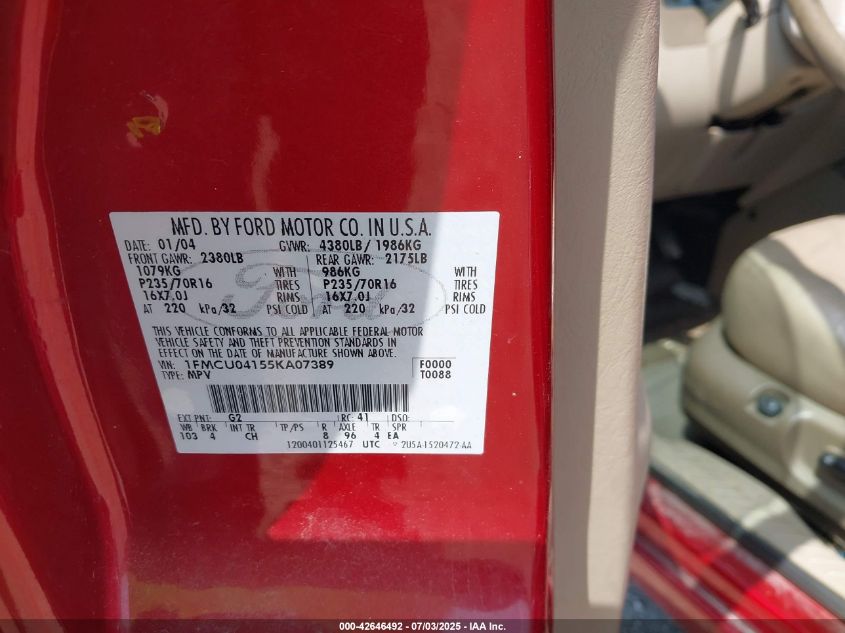 MFD. BY FORD MOTOR CO. IN U.S.A.
DATE: 01/04 GVWR: 4380LB/ 1986KG
FRONT GAWR: 2380LB REAR GAWR: 2175LB
1079KG WITH 986KG WITH
P235/70R16 TIRES P235/70R16 TIRES
16X7.0J RIMS 16X7.0J RIMS
AT 220 kPa/32 PSI COLD AT 220 kPa/32 PSI COLD
Ford
THIS VEHICLE CONFORMS TO ALL APPLICABLE FEDERAL MOTOR
VEHICLE SAFETY AND THEFT PREVENTION STANDARDS IN
EFFECT ON THE DATE OF MANUFACTURE SHOWN ABOVE.
VIN: 1FMCU04155KA07389 F0000
TYPE: MPV T0088
EXT PNT: G2 RC: 41 DSO:
WB BRK INT TR TP/PS R AXLE TR SPR
103 4 CH 8 96 4 EA
1200401125467 UTC 2U5A-1520472-AA
000-42646492 - 07/03/2025 - IAA Inc.